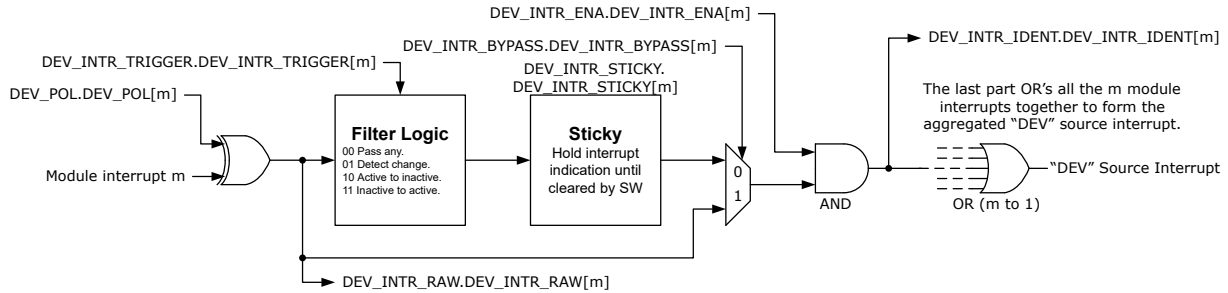 DEV_INTR_ENA.DEV_INTR_ENA[m]
DEV_INTR_BYPASS.DEV_INTR_BYPASS[m]
DEV_INTR_IDENT.DEV_INTR_IDENT[m]
DEV_INTR_TRIGGER.DEV_INTR_TRIGGER[m]
DEV_INTR_STICKY.
DEV_INTR_STICKY[m]
DEV_POL.DEV_POL[m]
The last part OR's all the m module
interrupts together to form the
aggregated “DEV” source interrupt.
Filter Logic
00 Pass any.
01 Detect change.
10 Active to inactive.
11 Inactive to active.
Sticky
Hold interrupt
indication until
cleared by SW
Module interrupt m
0
1
AND
“DEV” Source Interrupt
OR (m to 1)
DEV_INTR_RAW.DEV_INTR_RAW[m]